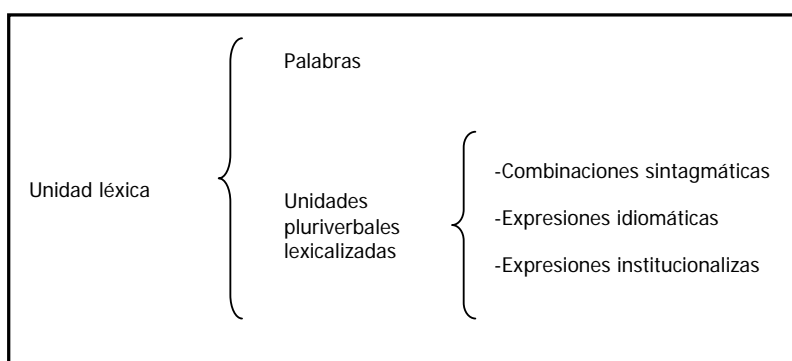 Palabras
Unidad léxica
Unidades
pluriverbales
lexicalizadas
-Combinaciones sintagmáticas
-Expresiones idiomáticas
-Expresiones institucionalizas